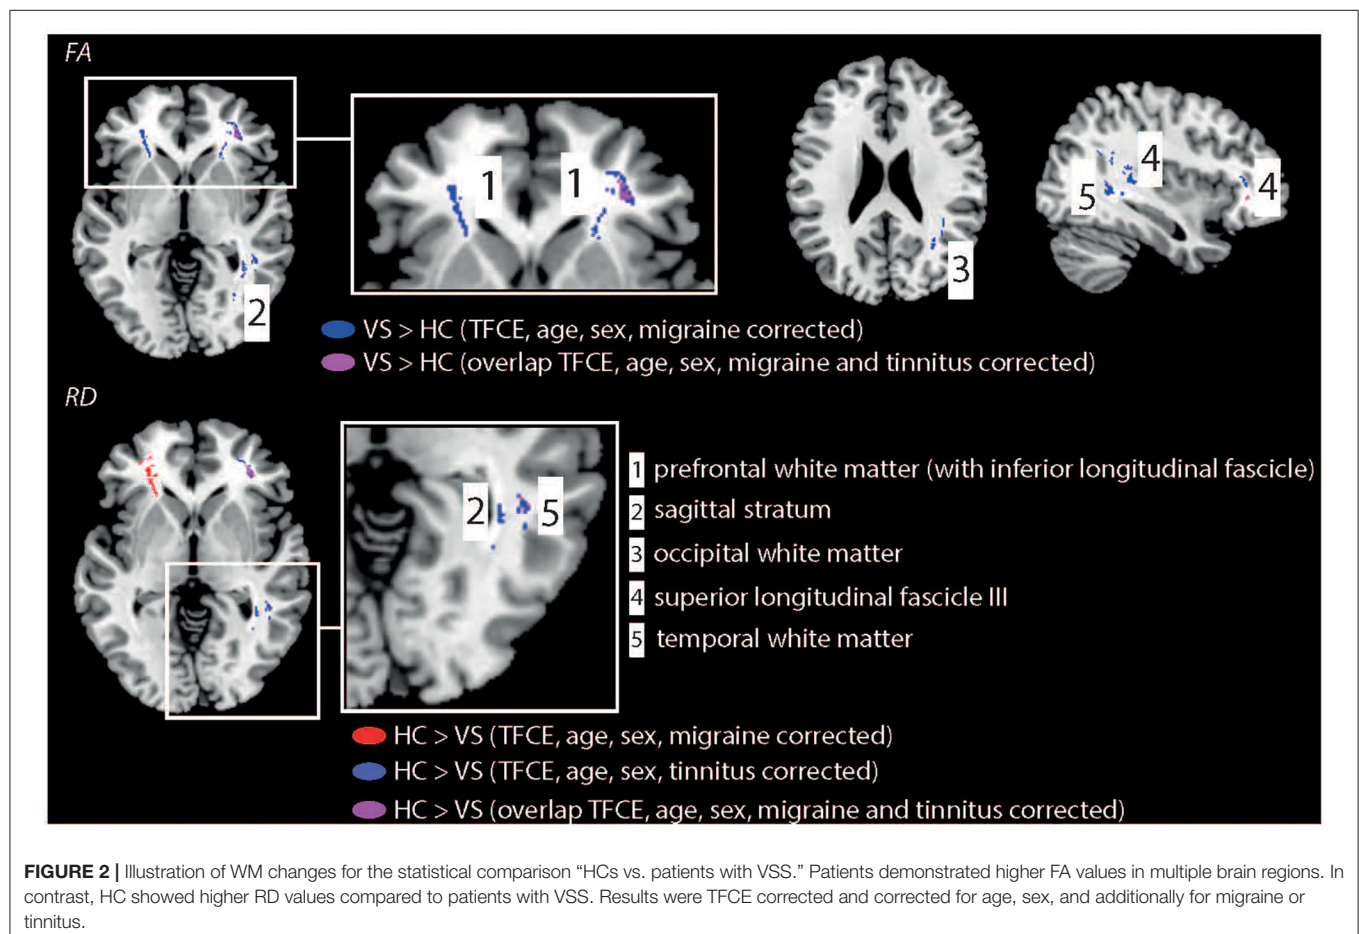 FA
1
1
2
3
4
4
5
VS > HC (TFCE, age, sex, migraine corrected)
VS > HC (overlap TFCE, age, sex, migraine and tinnitus corrected)
RD
2
5
1 prefrontal white matter (with inferior longitudinal fascicle)
2 sagittal stratum
3 occipital white matter
4 superior longitudinal fascicle III
5 temporal white matter
HC > VS (TFCE, age, sex, migraine corrected)
HC > VS (TFCE, age, sex, tinnitus corrected)
HC > VS (overlap TFCE, age, sex, migraine and tinnitus corrected)
FIGURE 2 | Illustration of WM changes for the statistical comparison “HCs vs. patients with VSS.” Patients demonstrated higher FA values in multiple brain regions. In
contrast, HC showed higher RD values compared to patients with VSS. Results were TFCE corrected and corrected for age, sex, and additionally for migraine or
tinnitus.